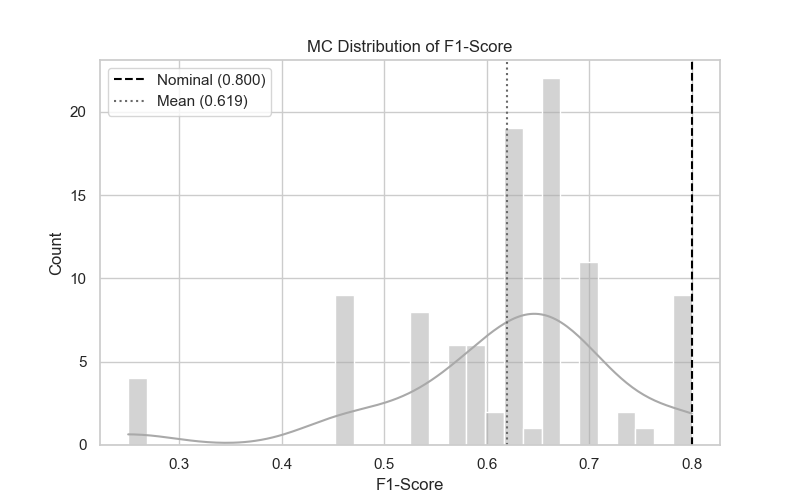 MC Distribution of F1-Score
Nominal (0.800)
Mean (0.619)
20
15
10
5
0
Count
0.3 0.4 0.5 0.6 0.7 0.8
F1-Score